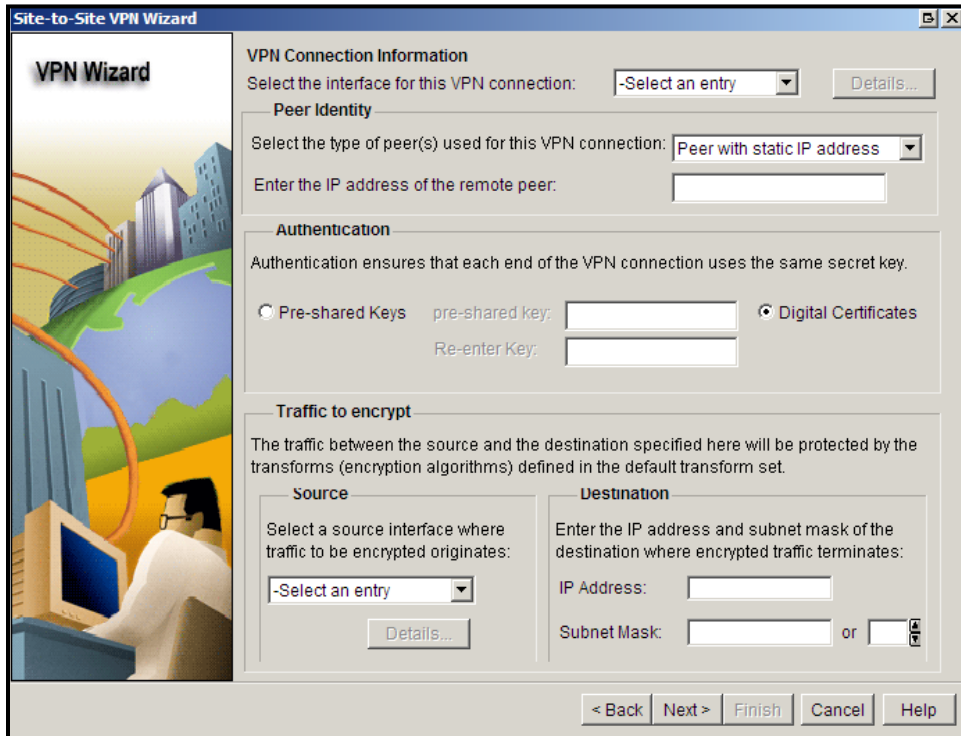 Site-to-Site VPN Wizard
VPN Wizard
VPN Connection Information
Select the interface for this VPN connection:
-Select an entry
Details...
Peer Identity
Select the type of peer(s) used for this VPN connection:
Peer with static IP address
Enter the IP address of the remote peer:
Authentication
Authentication ensures that each end of the VPN connection uses the same secret key.
Pre-shared Keys
pre-shared key:
Digital Certificates
Re-enter Key:
Traffic to encrypt
The traffic between the source and the destination specified here will be protected by the
transforms (encryption algorithms) defined in the default transform set.
Source
Select a source interface where
traffic to be encrypted originates:
-Select an entry
Details...
Destination
Enter the IP address and subnet mask of the
destination where encrypted traffic terminates:
IP Address:
Subnet Mask:
or
< Back
Next >
Finish
Cancel
Help